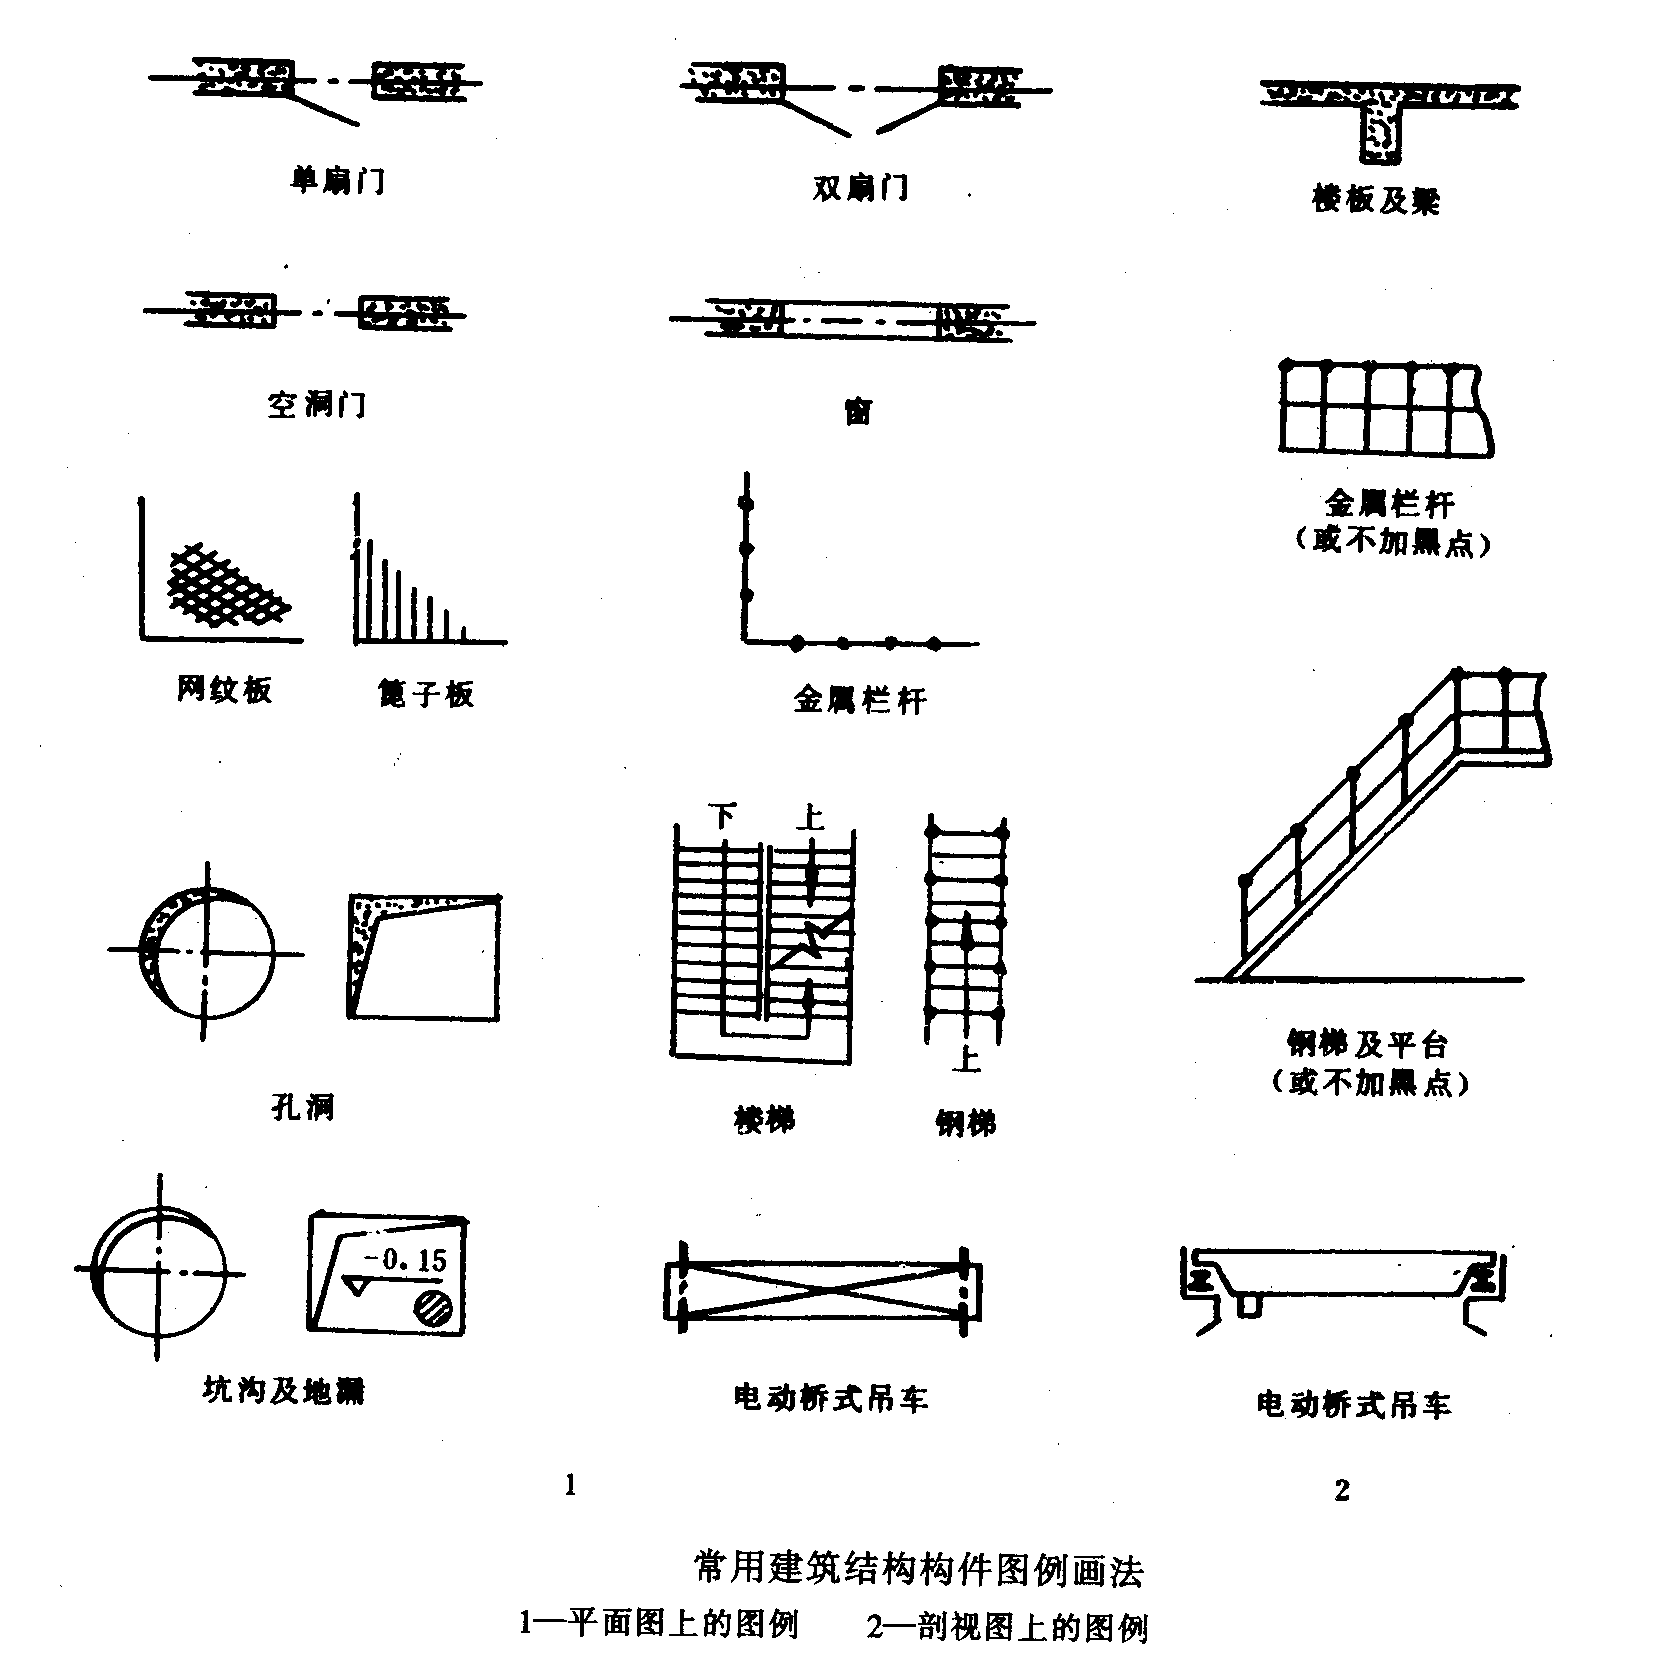 单扇门
双扇门
楼板及梁
空洞门
窗
金属栏杆
（或不加黑点）
网纹板
篦子板
金属栏杆
下
上
上
钢梯及平台
（或不加黑点）
孔洞
楼梯
钢梯
-0.15
坑沟及地漏
电动桥式吊车
电动桥式吊车
1
2
常用建筑结构构件图例画法
1—平面图上的图例 2—剖视图上的图例